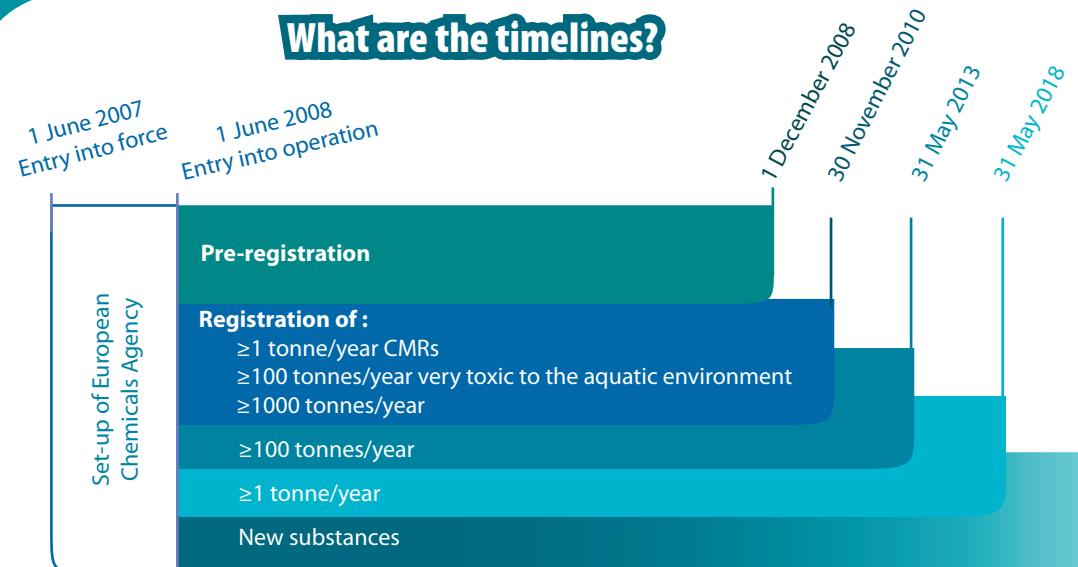 What are the timelines?
1 June 2007
Entry into force
1 June 2008
Entry into operation
1 December 2008
30 November 2010
31 May 2013
31 May 2018
Set-up of European
Chemicals Agency
Pre-registration
Registration of :
≥1 tonne/year CMRs
≥100 tonnes/year very toxic to the aquatic environment
≥1000 tonnes/year
≥100 tonnes/year
≥1 tonne/year
New substances